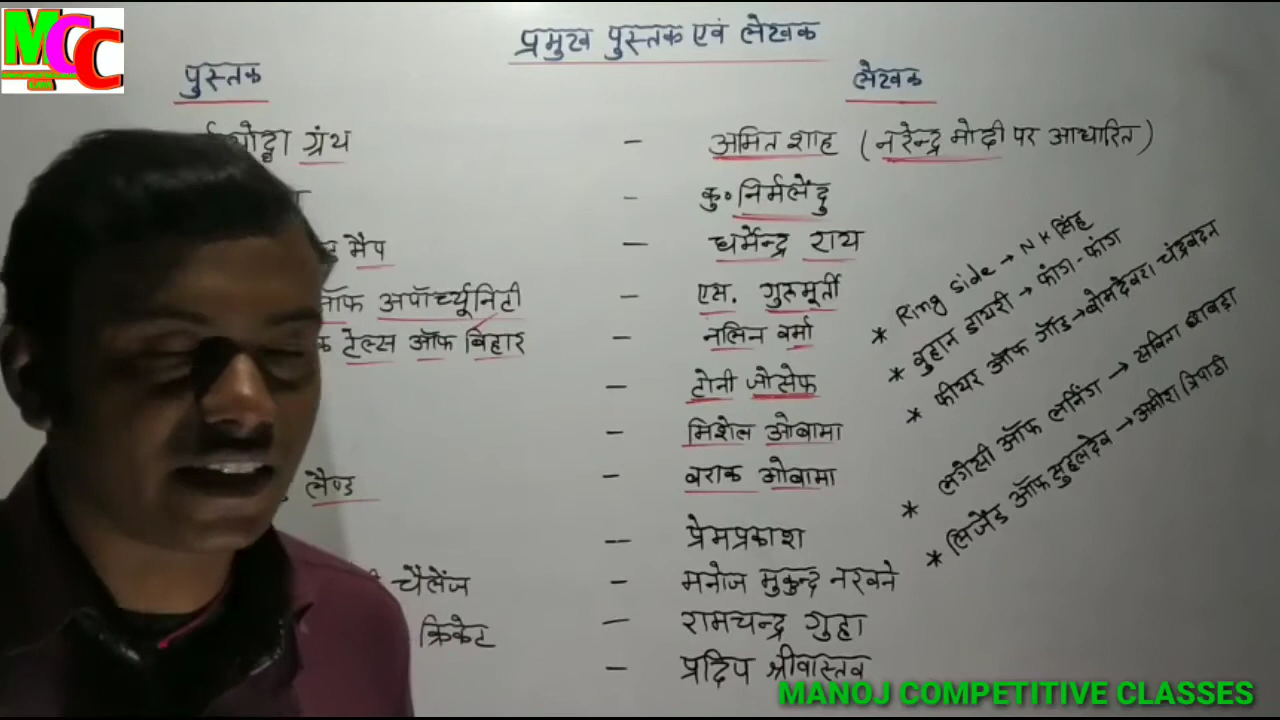 MCC
प्रमुख पुस्तक एवं लेखक
पुस्तक लेखक
ग्रंथ - अमित शाह (नरेन्द्र मोदी पर आधारित)
- कु॰ निर्मलेंदु
मैप - धर्मेन्द्र राय
ऑफ अपॉर्च्यूनिटी - एस. गुरुमूर्ती
टेल्स ऑफ बिहार - नलिन वर्मा
- टोनी जोसेफ
- मिशेल ओबामा
लैण्ड - बराक ओबामा
- प्रेमप्रकाश
चैलेंज - मनोज मुकुन्द नरवने
क्रिकेट - रामचन्द्र गुहा
- प्रदिप श्रीवास्तव
* Ring side → N K सिंह
* वुहान डायरी → फांग-फांग
* फीयर ऑफ गॉड → बोमदेवरा चंद्रवदन
* लगेसी ऑफ लर्निंग → सविता छाबड़ा
* लिजेंड ऑफ सुहलदेव → अमीश त्रिपाठी
MANOJ COMPETITIVE CLASSES